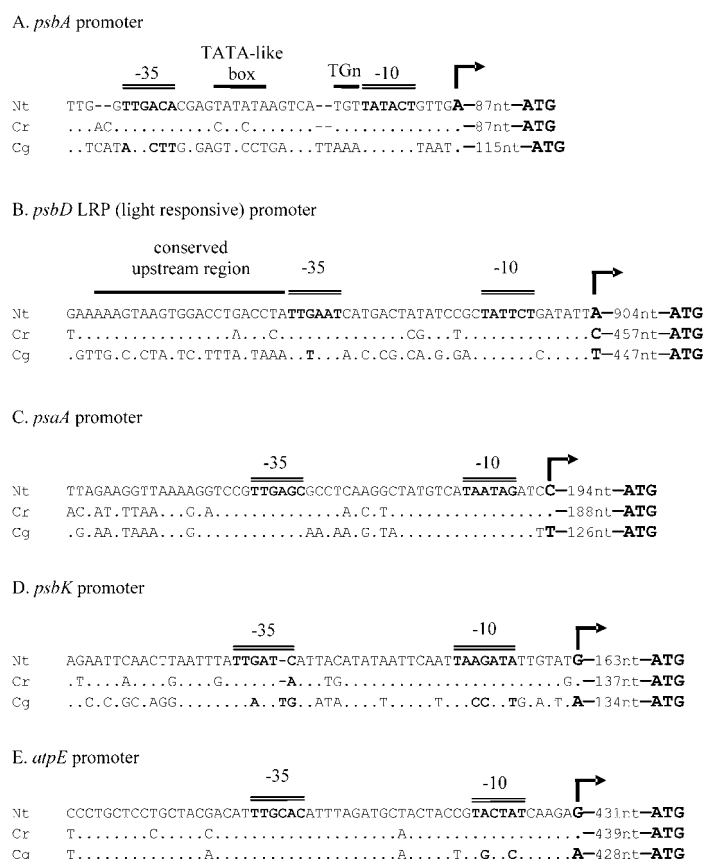 A. psbA promoter
TATA-like
-35 box TGn -10
Nt TTG--GTTGACACGAGTATATAAGTCA--TGTTATACTGTTGA—87nt—ATG
Cr ...AC...........C..C.......--................—87nt—ATG
Cg ..TCATA..CTTG.GAGT.CCTGA...TTAAA.......TAAT.—115nt—ATG
B. psbD LRP (light responsive) promoter
conserved
upstream region -35 -10
Nt GAAAAAGTAAGTGGACCTGACCTATTGAATCATGACTATATCCGCTATTCTGATATTA—904nt—ATG
Cr T.................A...C..............CG...T..............C—457nt—ATG
Cg .GTTG.C.CTA.TC.TTTA.TAAA..T...A.C.CGCA.G.GA.......C.....T—447nt—ATG
C. psaA promoter
-35 -10
Nt TTAGAAGGTTAAAAGGTCCGTTGAGCGCCTCAAGGCTATGTCATAATAGATCCC—194nt—ATG
Cr AC.AT.TTAA...G.A..............A.C.T...................—188nt—ATG
Cg .G.AA.TAAA...G..............AA.AA.G.TA...............TT—126nt—ATG
D. psbK promoter
-35 -10
Nt AGAATTCAACTTAATTTATTGAT-CATTACATATAATTCAATTAAGATATTGTATG—163nt—ATG
Cr .T....A....G....G......-A...TG........................G.—137nt—ATG
Cg ..C.C.GC.AGG........A..TG..ATA....T.....T......CC..TG.A.TA—134nt—ATG
E. atpE promoter
-35 -10
Nt CCCTGCTCCTGCTACGACATTTGCACATTTAGATGCTACTACCGTACTATCAAGAG—431nt—ATG
Cr T.......C.....C....................A....................—439nt—ATG
Cg T..............A....................A.....T..G..C......A—428nt—ATG